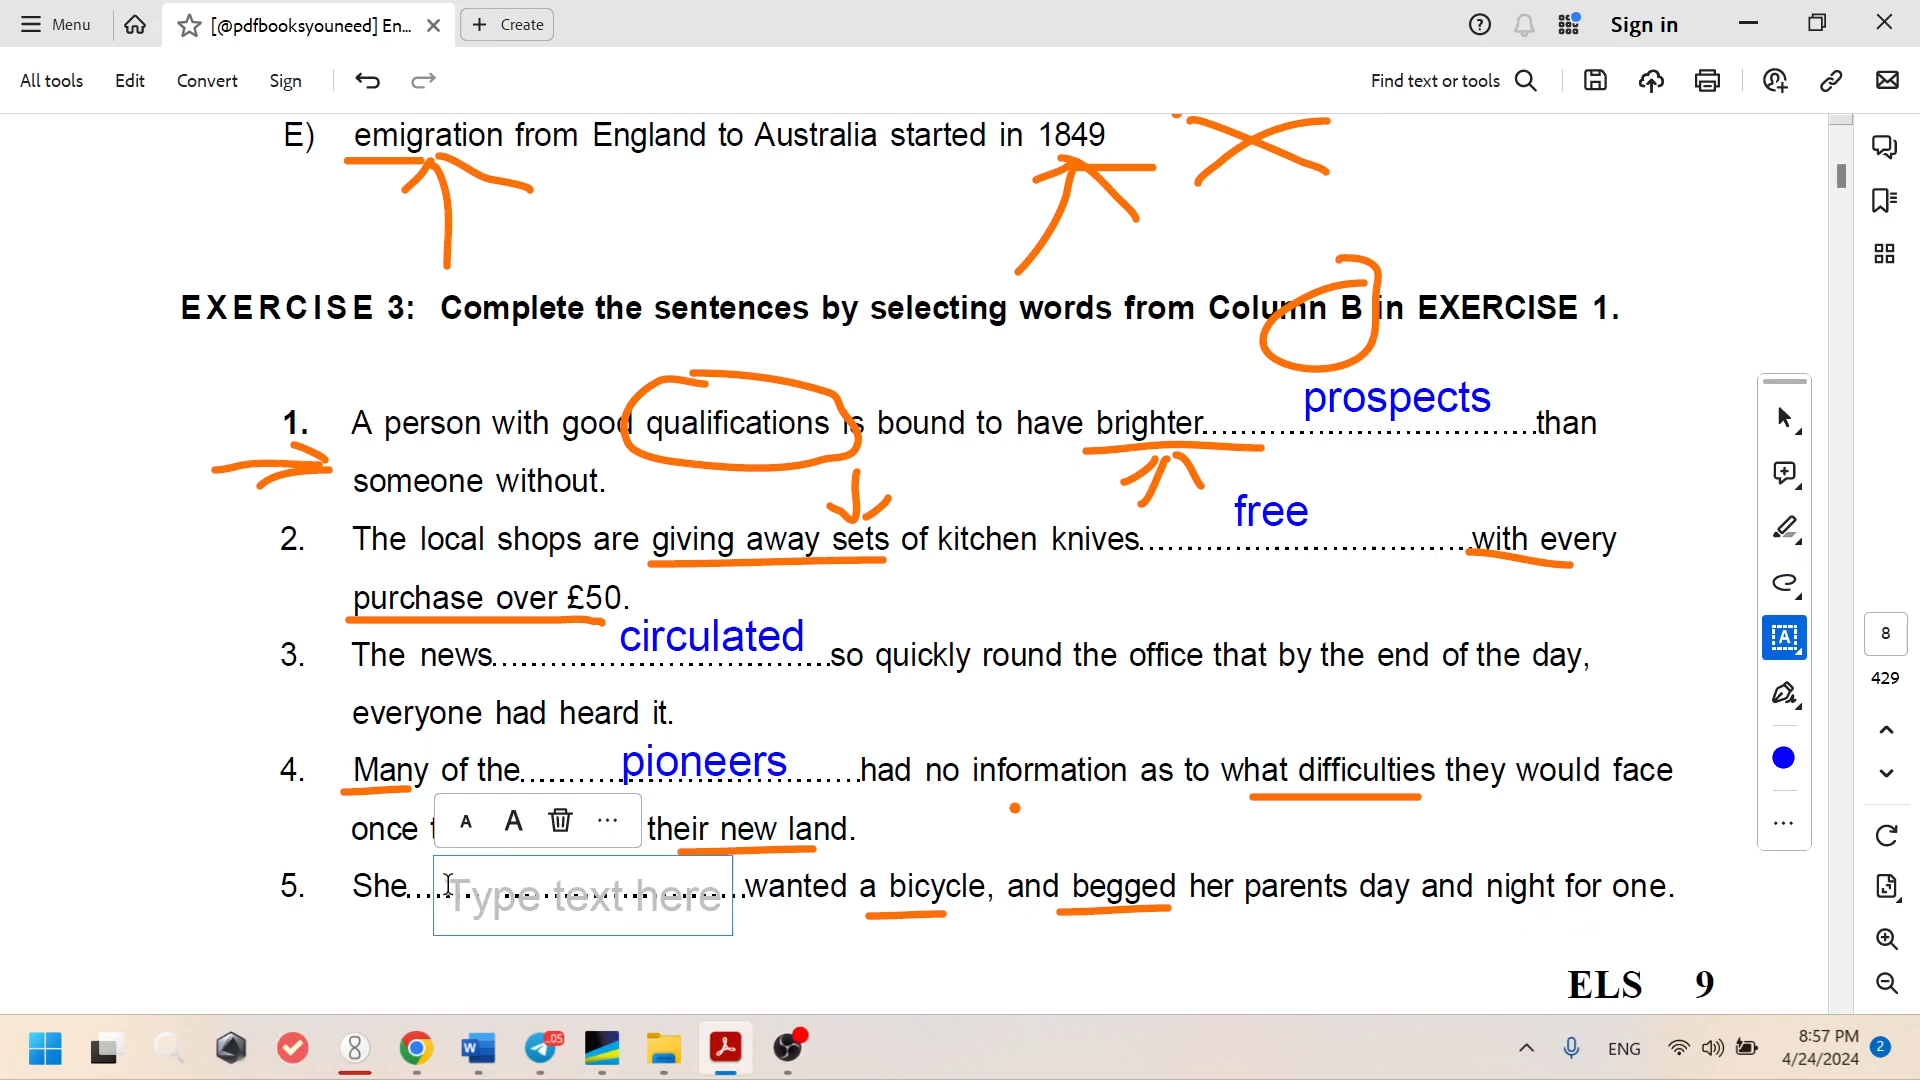 Menu
[@pdfbooksyouneed] En...
Create
Sign in
All tools
Edit
Convert
Sign
Find text or tools
E) emigration from England to Australia started in 1849
EXERCISE 3: Complete the sentences by selecting words from Column B in EXERCISE 1.
prospects
1. A person with good qualifications is bound to have brighter..............................than
someone without.
free
2. The local shops are giving away sets of kitchen knives..............................with every
purchase over £50.
circulated
3. The news..............................so quickly round the office that by the end of the day,
everyone had heard it.
pioneers
4. Many of the..............................had no information as to what difficulties they would face
once t
A A ...
their new land.
5. She..............................wanted a bicycle, and begged her parents day and night for one.
Type text here
ELS 9
A
8
429
.05
ENG
8:57 PM
4/24/2024
2